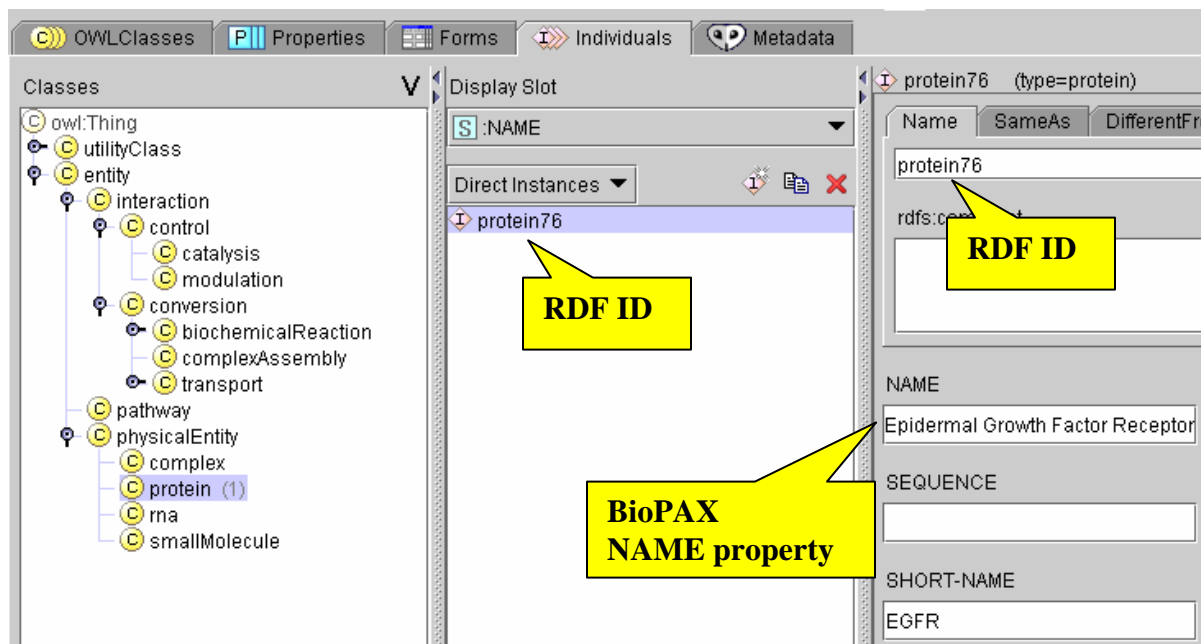 OWLClasses Properties Forms Individuals Metadata
Classes V
owl:Thing
utilityClass
entity
interaction
control
catalysis
modulation
conversion
biochemicalReaction
complexAssembly
transport
pathway
physicalEntity
complex
protein (1)
rna
smallMolecule
Display Slot
S :NAME
Direct Instances
protein76
RDF ID
protein76 (type=protein)
Name SameAs DifferentFr
protein76
RDF ID
NAME
Epidermal Growth Factor Receptor
BioPAX
NAME property
SEQUENCE
SHORT-NAME
EGFR